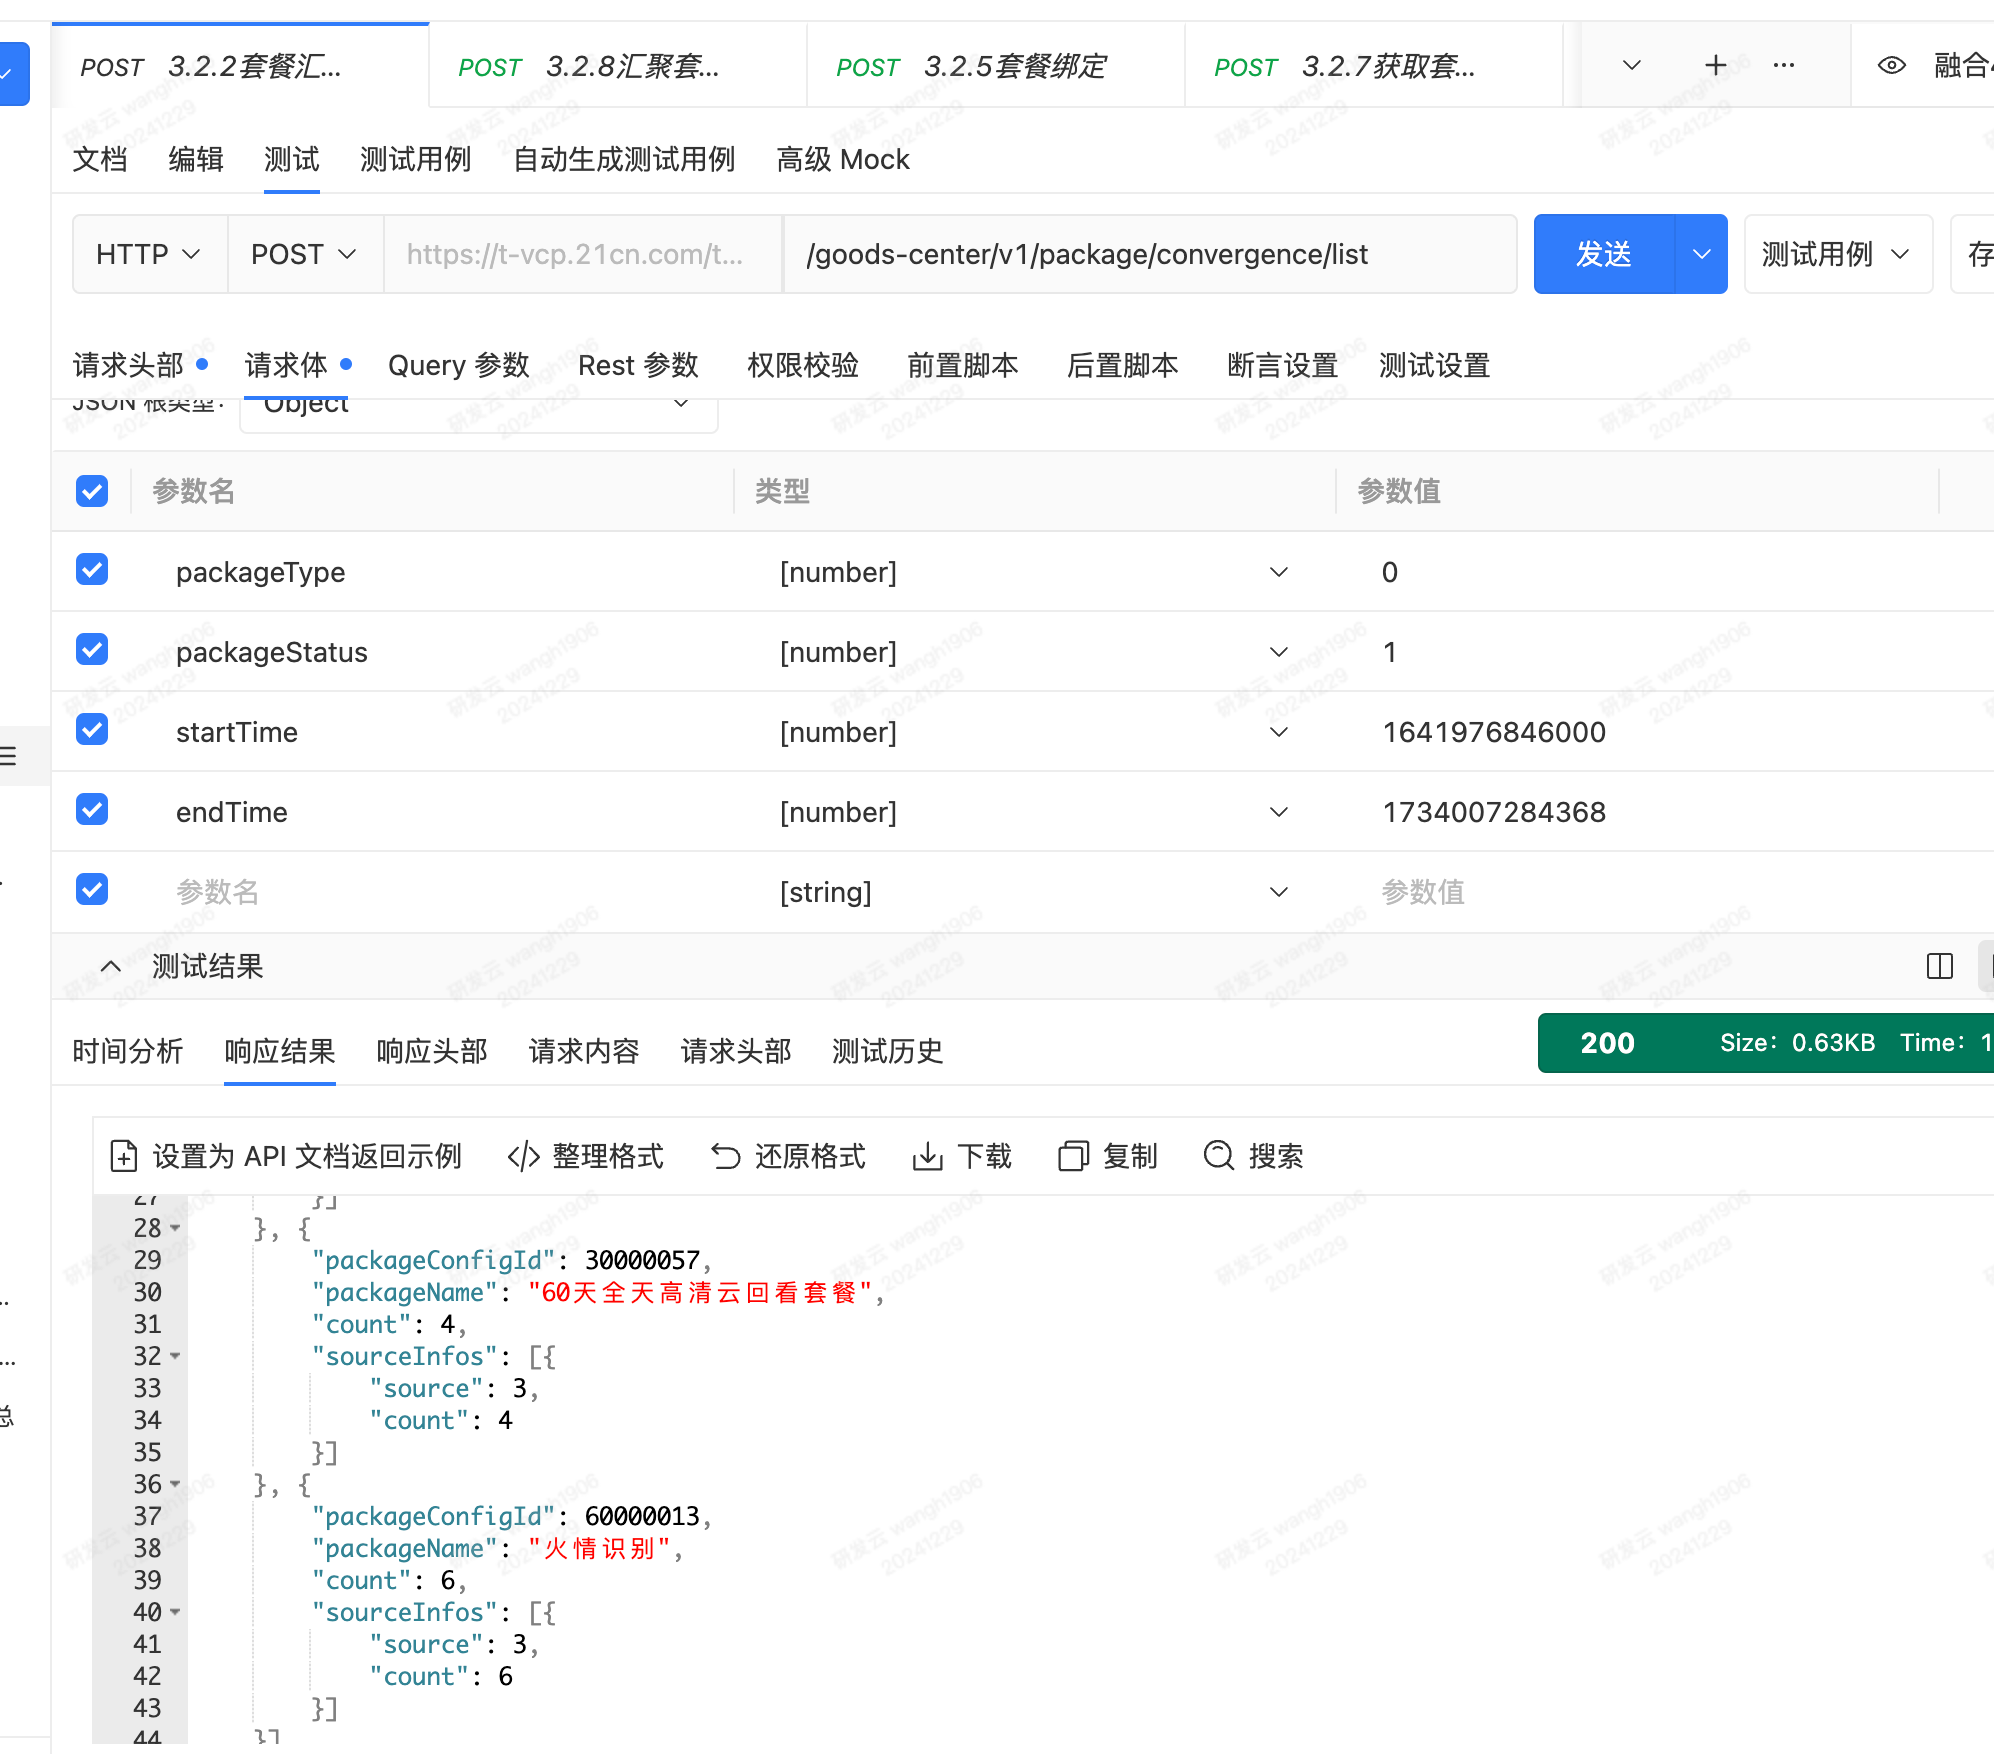 POST 3.2.2套餐汇... POST 3.2.8汇聚套... POST 3.2.5套餐绑定 POST 3.2.7获取套... ··· 融合
文档 编辑 测试 测试用例 自动生成测试用例 高级 Mock
HTTP POST https://t-vcp.21cn.com/t... /goods-center/v1/package/convergence/list 发送 测试用例 存
请求头部 请求体 Query 参数 Rest 参数 权限校验 前置脚本 后置脚本 断言设置 测试设置
JSON 根类型: Object
参数名 类型 参数值
packageType [number] 0
packageStatus [number] 1
startTime [number] 1641976846000
endTime [number] 1734007284368
参数名 [string] 参数值
测试结果
时间分析 响应结果 响应头部 请求内容 请求头部 测试历史 200 Size: 0.63KB Time: 1
设置为 API 文档返回示例 整理格式 还原格式 下载 复制 搜索
27 }]
28 }, {
29 "packageConfigId": 30000057,
30 "packageName": "60天全天高清云回看套餐",
31 "count": 4,
32 "sourceInfos": [{
33 "source": 3,
34 "count": 4
35 }]
36 }, {
37 "packageConfigId": 60000013,
38 "packageName": "火情识别",
39 "count": 6,
40 "sourceInfos": [{
41 "source": 3,
42 "count": 6
43 }]
44 }]
总
研发云 wangh1906
20241229